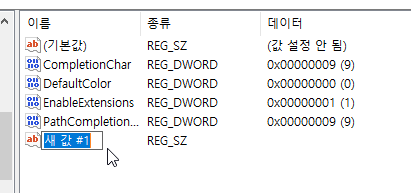 이름 종류 데이터
(기본값) REG_SZ (값 설정 안 됨)
CompletionChar REG_DWORD 0x00000009 (9)
DefaultColor REG_DWORD 0x00000000 (0)
EnableExtensions REG_DWORD 0x00000001 (1)
PathCompletion... REG_DWORD 0x00000009 (9)
새 값 #1 REG_SZ